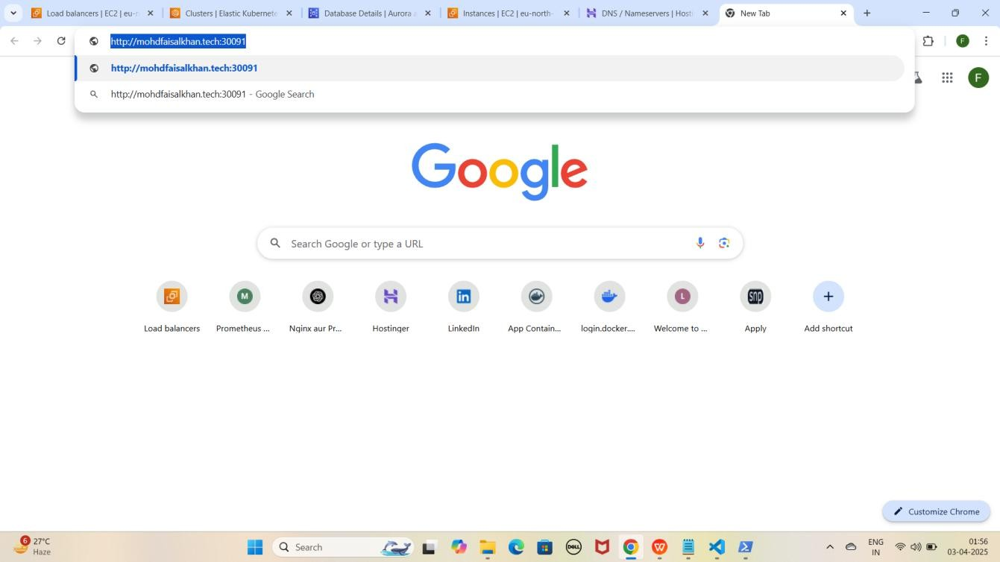 Load balancers | EC2 | eu-n
Clusters | Elastic Kubernete
Database Details | Aurora a
Instances | EC2 | eu-north-
DNS / Nameservers | Hosti
New Tab
http://mohdfaisalkhan.tech:30091
F
http://mohdfaisalkhan.tech:30091
http://mohdfaisalkhan.tech:30091 - Google Search
F
Google
Search Google or type a URL
M
L
snp
Load balancers
Prometheus ...
Nginx aur Pr...
Hostinger
LinkedIn
App Contain...
login.docker....
Welcome to ...
Apply
Add shortcut
Customize Chrome
6
27°C
Haze
Search
DELL
ENG
IN
01:56
03-04-2025